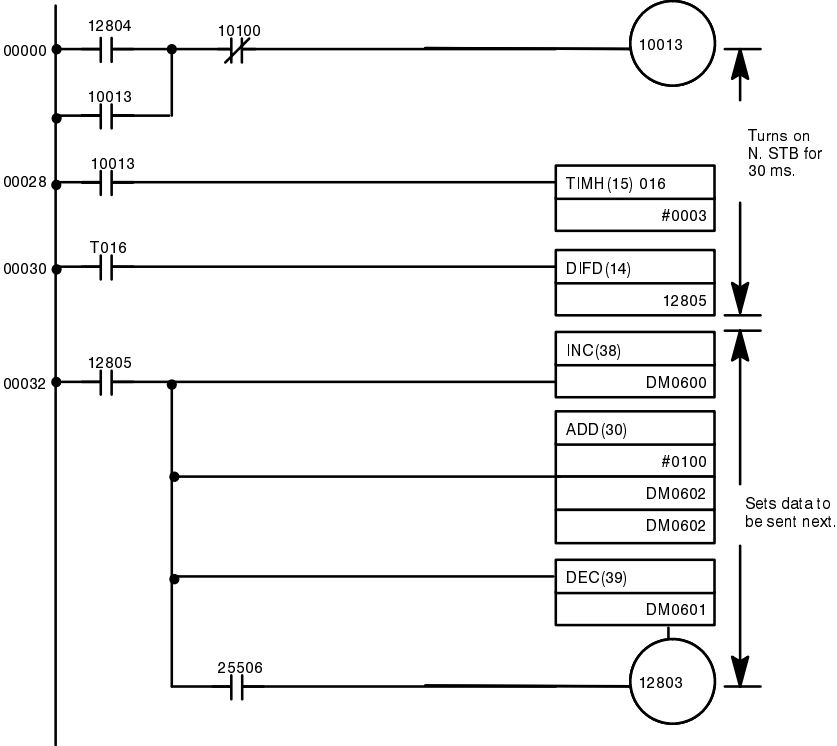 12804
10100
00000
10013
10013
Turns on
N. STB for
30 ms.
10013
00028
TIMH(15) 016
#0003
T016
00030
DIFD(14)
12805
12805
00032
INC(38)
DM0600
ADD(30)
#0100
DM0602
DM0602
Sets data to
be sent next.
DEC(39)
DM0601
25506
12803